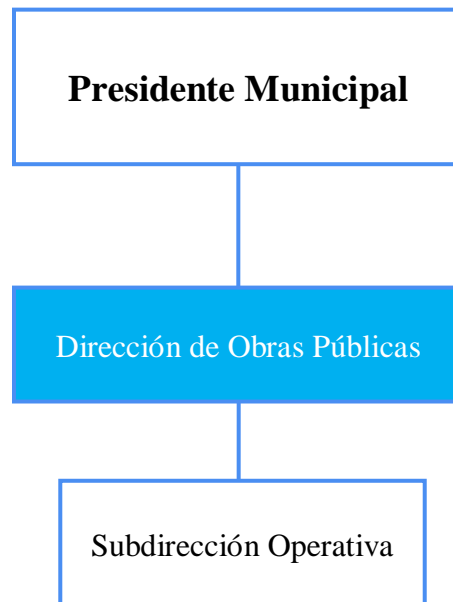 Presidente Municipal
Dirección de Obras Públicas
Subdirección Operativa